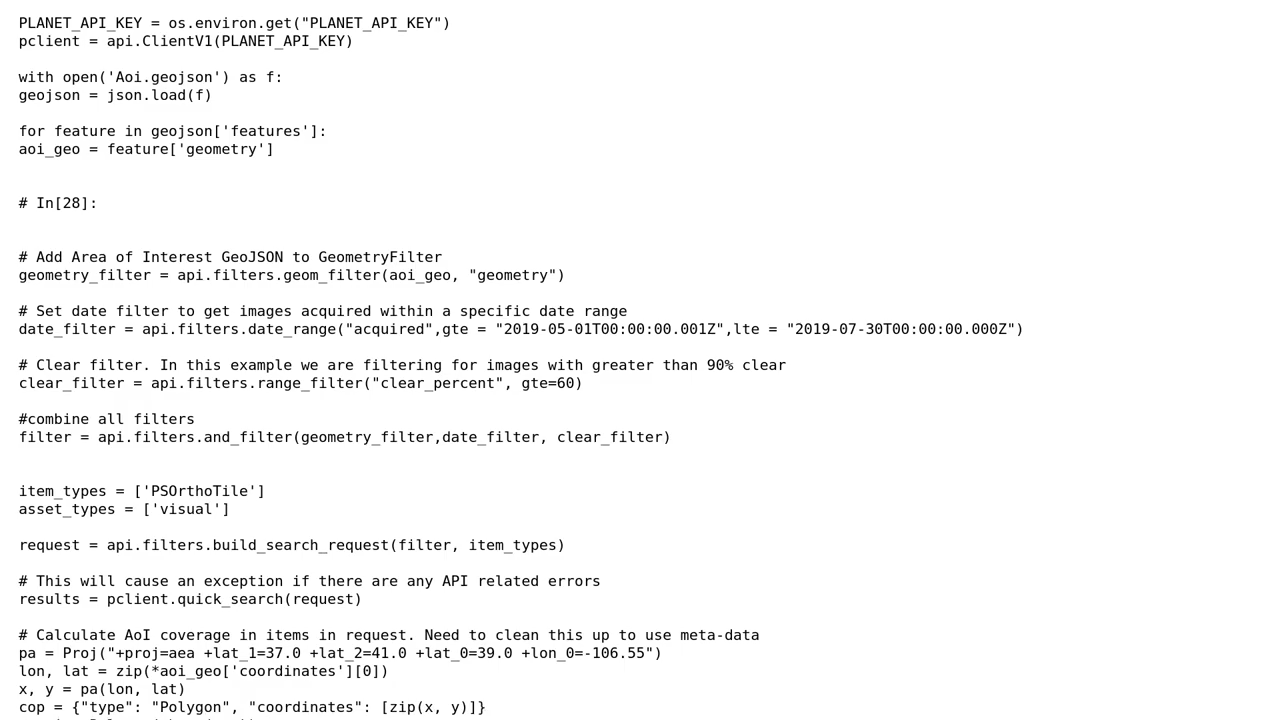 PLANET_API_KEY = os.environ.get("PLANET_API_KEY")
pclient = api.ClientV1(PLANET_API_KEY)
with open('Aoi.geojson') as f:
geojson = json.load(f)
for feature in geojson['features']:
aoi_geo = feature['geometry']
# In[28]:
# Add Area of Interest GeoJSON to GeometryFilter
geometry_filter = api.filters.geom_filter(aoi_geo, "geometry")
# Set date filter to get images acquired within a specific date range
date_filter = api.filters.date_range("acquired",gte = "2019-05-01T00:00:00.001Z",lte = "2019-07-30T00:00:00.000Z")
# Clear filter. In this example we are filtering for images with greater than 90% clear
clear_filter = api.filters.range_filter("clear_percent", gte=60)
#combine all filters
filter = api.filters.and_filter(geometry_filter,date_filter, clear_filter)
item_types = ['PSOrthoTile']
asset_types = ['visual']
request = api.filters.build_search_request(filter, item_types)
# This will cause an exception if there are any API related errors
results = pclient.quick_search(request)
# Calculate AoI coverage in items in request. Need to clean this up to use meta-data
pa = Proj("+proj=aea +lat_1=37.0 +lat_2=41.0 +lat_0=39.0 +lon_0=-106.55")
lon, lat = zip(*aoi_geo['coordinates'][0])
x, y = pa(lon, lat)
cop = {"type": "Polygon", "coordinates": [zip(x, y)]}